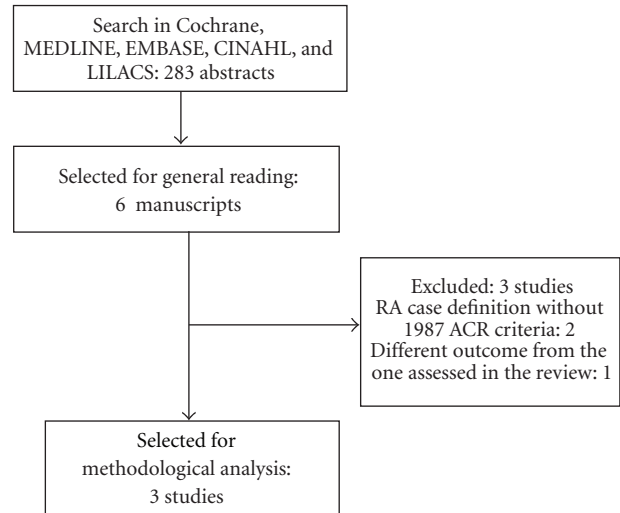 Search in Cochrane,
MEDLINE, EMBASE, CINAHL, and
LILACS: 283 abstracts
Selected for general reading:
6 manuscripts
Excluded: 3 studies
RA case definition without
1987 ACR criteria: 2
Different outcome from the
one assessed in the review: 1
Selected for
methodological analysis:
3 studies